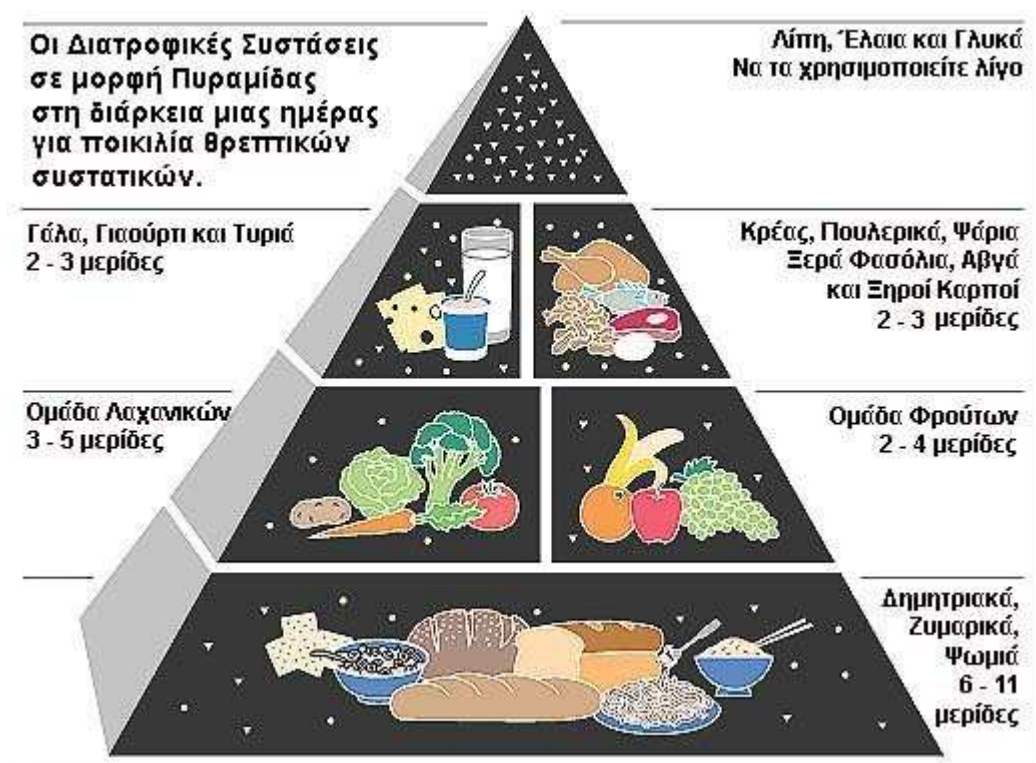 Οι Διατροφικές Συστάσεις
σε μορφή Πυραμίδας
στη διάρκεια μιας ημέρας
για ποικιλία θρεπτικών
συστατικών.
Λίπη, Έλαια και Γλυκά
Να τα χρησιμοποιείτε λίγο
Γάλα, Γιαούρτι και Τυριά
2 - 3 μερίδες
Κρέας, Πουλερικά, Ψάρια
Ξερά Φασόλια, Αβγά
και Ξηροί Καρποί
2 - 3 μερίδες
Ομάδα Λαχανικών
3 - 5 μερίδες
Ομάδα Φρούτων
2 - 4 μερίδες
Δημητριακά,
Ζυμαρικά,
Ψωμιά
6 - 11
μερίδες